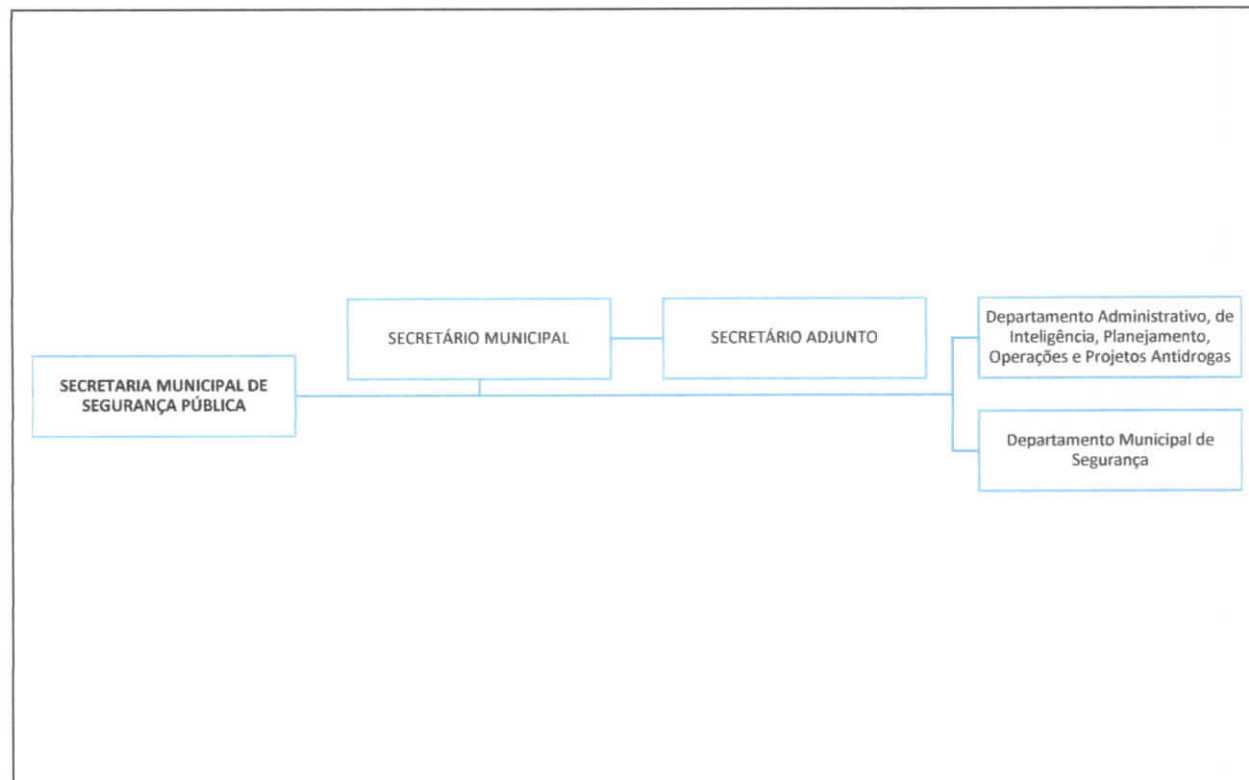 SECRETARIA MUNICIPAL DE
SEGURANÇA PÚBLICA
SECRETÁRIO MUNICIPAL
SECRETÁRIO ADJUNTO
Departamento Administrativo, de
Inteligência, Planejamento,
Operações e Projetos Antidrogas
Departamento Municipal de
Segurança